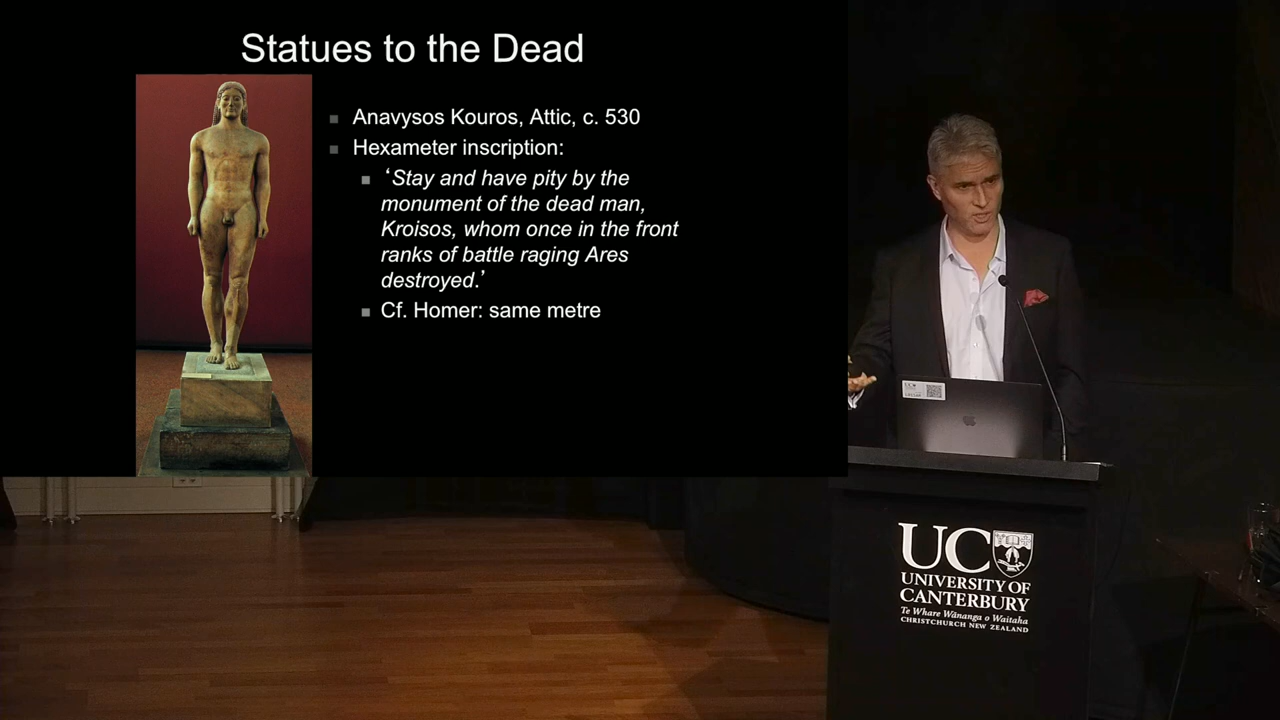 Statues to the Dead
Anavysos Kouros, Attic, c. 530
Hexameter inscription:
‘Stay and have pity by the
monument of the dead man,
Kroisos, whom once in the front
ranks of battle raging Ares
destroyed.’
Cf. Homer: same metre
UC
UC
UNIVERSITY OF
CANTERBURY
Te Whare Wānanga o Waitaha
CHRISTCHURCH NEW ZEALAND